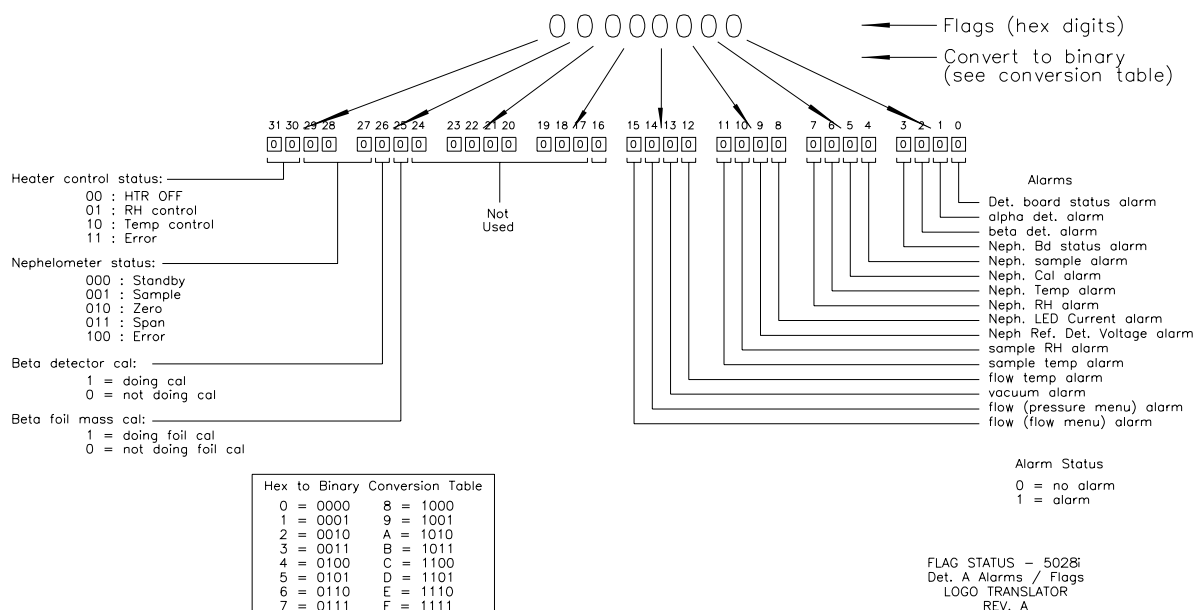 0 0 0 0 0 0 0 0
Flags (hex digits)
Convert to binary
(see conversion table)
31 30 29 28 27 26 25 24 23 22 21 20 19 18 17 16 15 14 13 12 11 10 9 8 7 6 5 4 3 2 1 0
0 0 0 0 0 0 0 0 0 0 0 0 0 0 0 0 0 0 0 0 0 0 0 0 0 0 0 0 0 0 0 0
Heater control status:
00 : HTR OFF
01 : RH control
10 : Temp control
11 : Error
Nephelometer status:
000 : Standby
001 : Sample
010 : Zero
011 : Span
100 : Error
Beta detector cal:
1 = doing cal
0 = not doing cal
Beta foil mass cal:
1 = doing foil cal
0 = not doing foil cal
Not
Used
Alarms
Det. board status alarm
alpha det. alarm
beta det. alarm
Neph. Bd status alarm
Neph. sample alarm
Neph. Cal alarm
Neph. Temp alarm
Neph. RH alarm
Neph. LED Current alarm
Neph Ref. Det. Voltage alarm
sample RH alarm
sample temp alarm
flow temp alarm
vacuum alarm
flow (pressure menu) alarm
flow (flow menu) alarm
Alarm Status
0 = no alarm
1 = alarm
Hex to Binary Conversion Table
0 = 0000 8 = 1000
1 = 0001 9 = 1001
2 = 0010 A = 1010
3 = 0011 B = 1011
4 = 0100 C = 1100
5 = 0101 D = 1101
6 = 0110 E = 1110
7 = 0111 F = 1111
FLAG STATUS - 5028i
Det. A Alarms / Flags
LOGO TRANSLATOR
REV. A